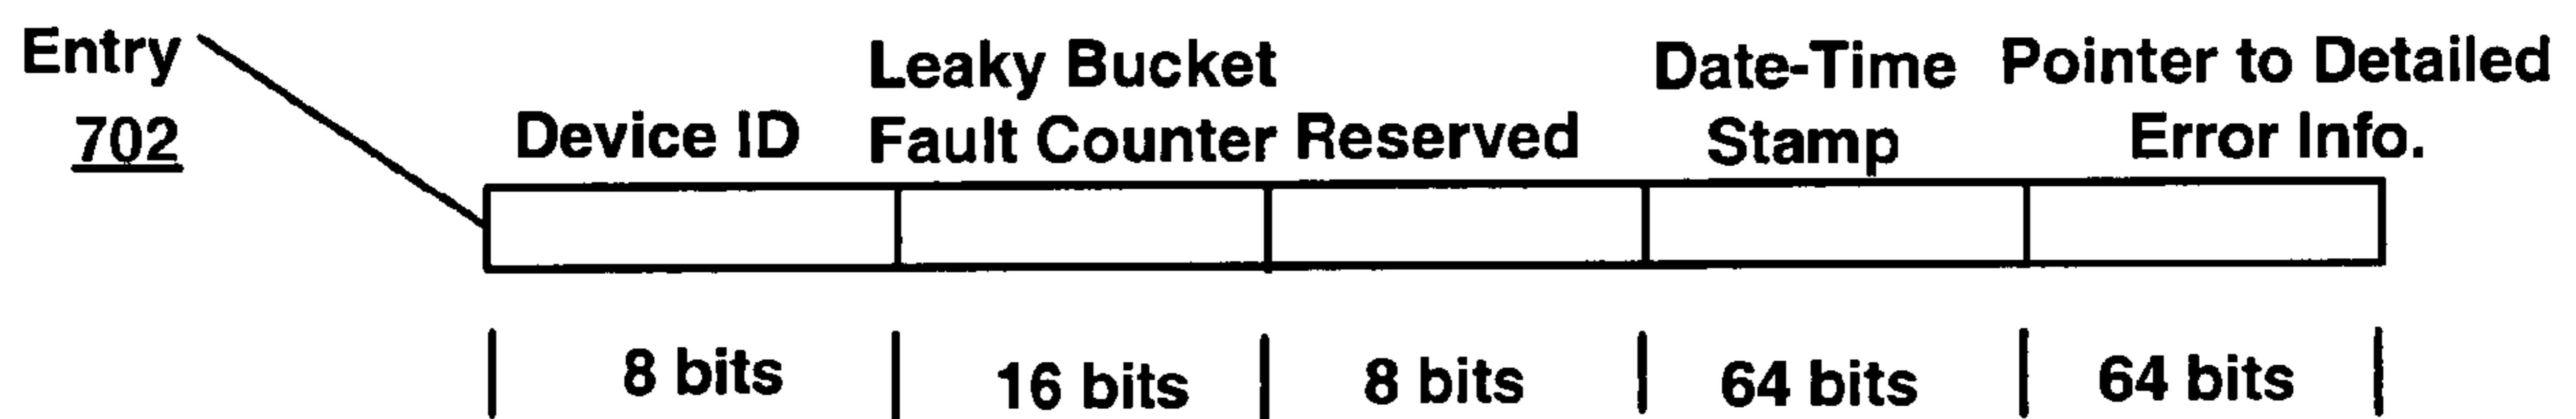 Entry
702
Device ID
Leaky Bucket
Fault Counter
Reserved
Date-Time
Stamp
Pointer to Detailed
Error Info.
8 bits
16 bits
8 bits
64 bits
64 bits